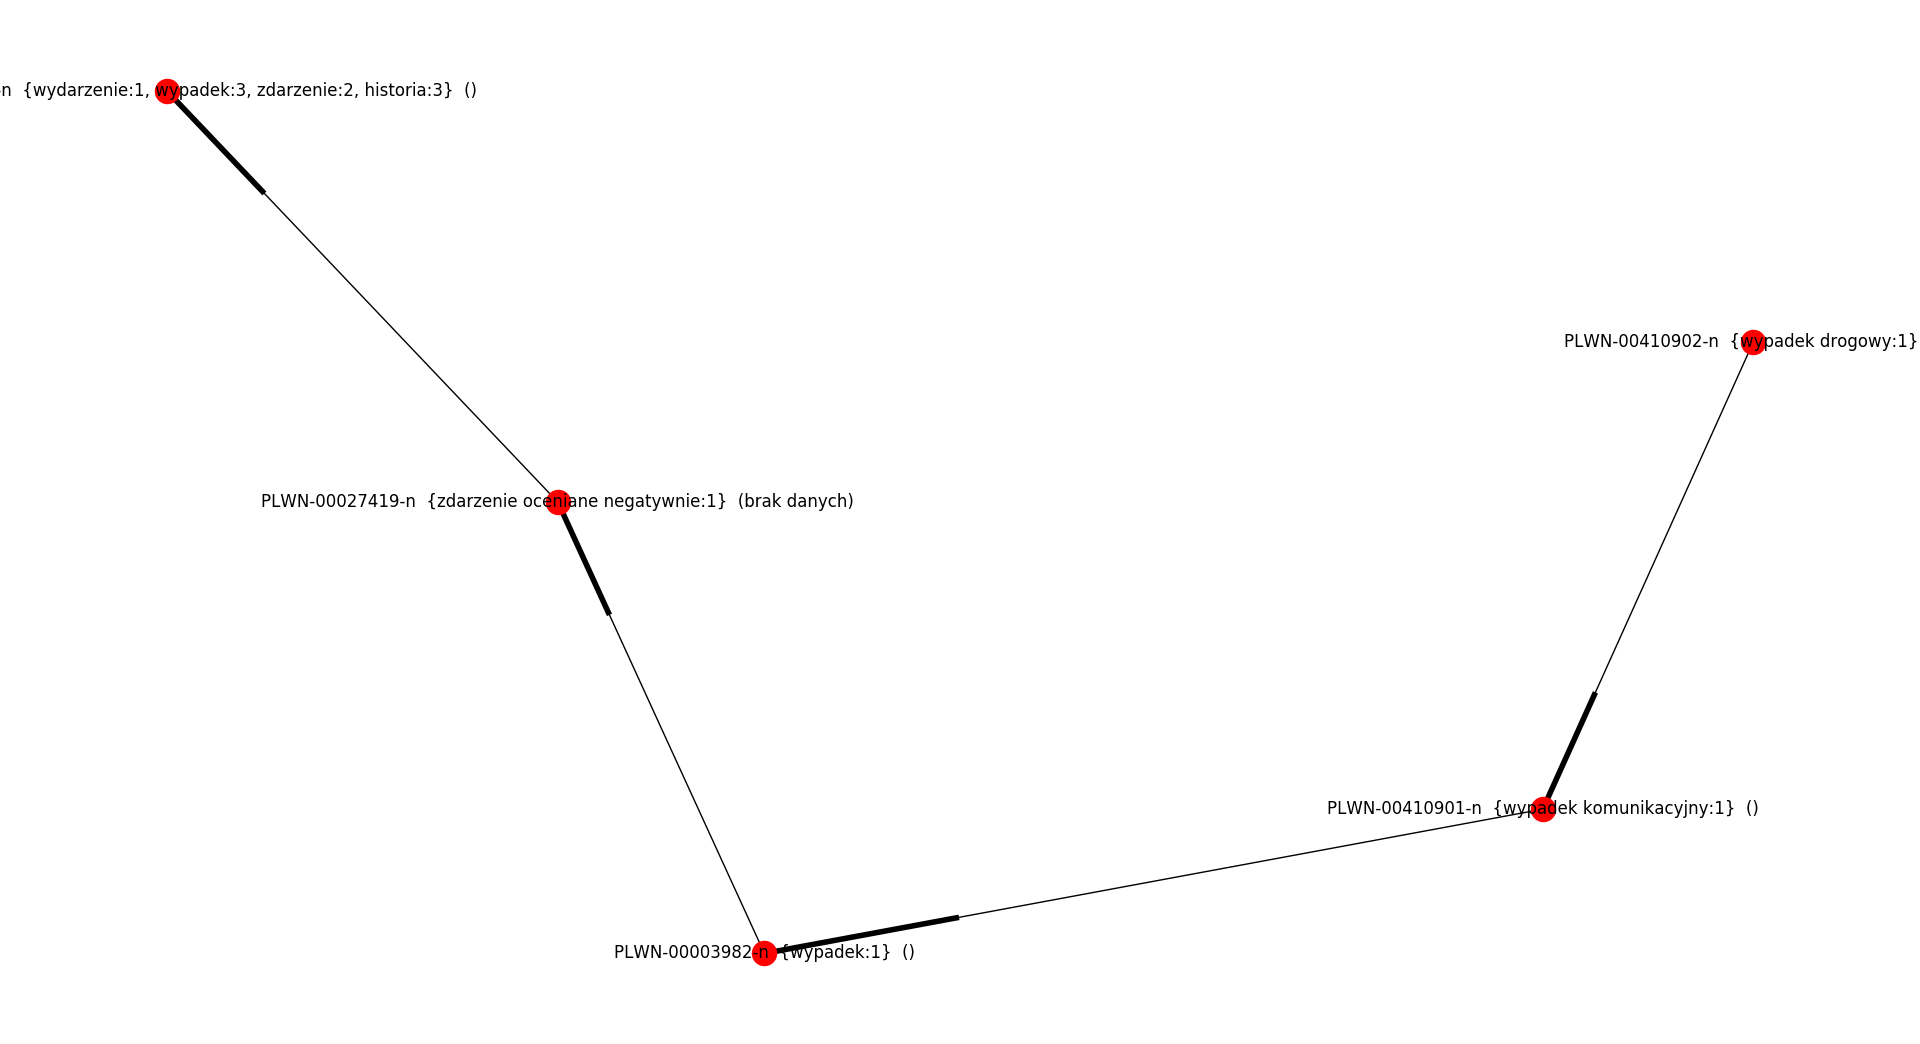 -n {wydarzenie:1, wypadek:3, zdarzenie:2, historia:3} ()
PLWN-00410902-n {wypadek drogowy:1}
PLWN-00027419-n {zdarzenie oceniane negatywnie:1} (brak danych)
PLWN-00410901-n {wypadek komunikacyjny:1} ()
PLWN-00003982-n {wypadek:1} ()